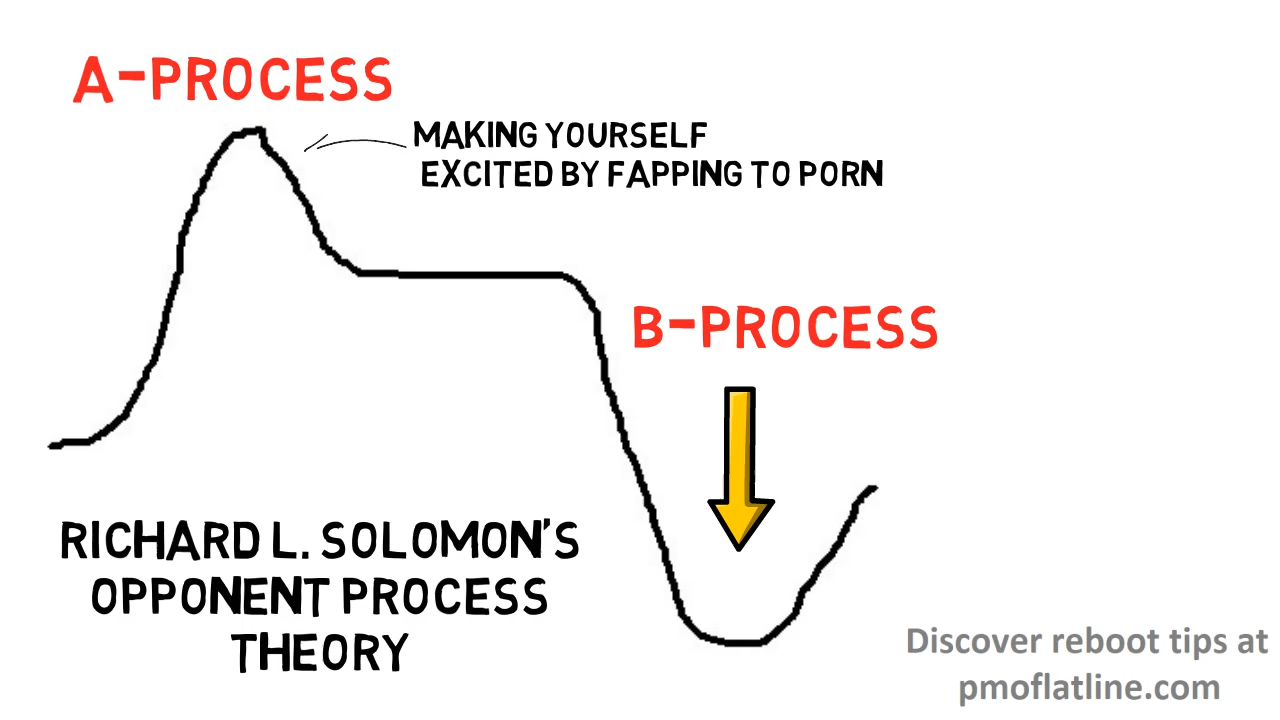 A-PROCESS
MAKING YOURSELF
EXCITED BY FAPPING TO PORN
B-PROCESS
RICHARD L. SOLOMON'S
OPPONENT PROCESS
THEORY
Discover reboot tips at
pmoflatline.com